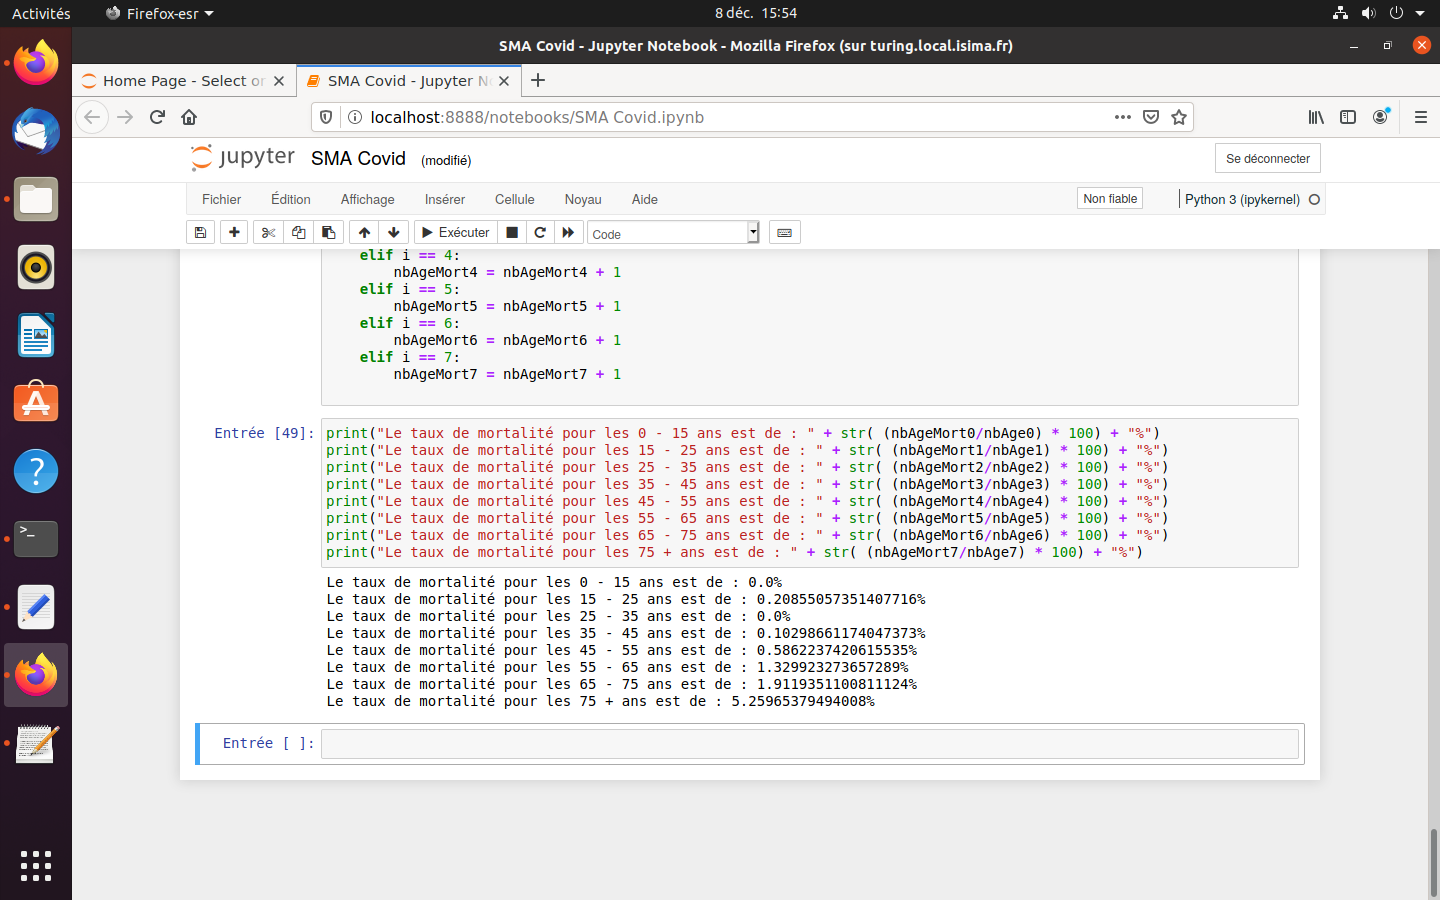 Activités
Firefox-esr
8 déc. 15:54
SMA Covid - Jupyter Notebook - Mozilla Firefox (sur turing.local.isima.fr)
Home Page - Select or
SMA Covid - Jupyter No
localhost:8888/notebooks/SMA Covid.ipynb
jupyter SMA Covid (modifié)
Se déconnecter
Fichier Édition Affichage Insérer Cellule Noyau Aide
Non fiable
Python 3 (ipykernel)
Exécuter
Code
elif i == 4:
nbAgeMort4 = nbAgeMort4 + 1
elif i == 5:
nbAgeMort5 = nbAgeMort5 + 1
elif i == 6:
nbAgeMort6 = nbAgeMort6 + 1
elif i == 7:
nbAgeMort7 = nbAgeMort7 + 1
Entrée [49]:
print("Le taux de mortalité pour les 0 - 15 ans est de : " + str( (nbAgeMort0/nbAge0) * 100) + "%")
print("Le taux de mortalité pour les 15 - 25 ans est de : " + str( (nbAgeMort1/nbAge1) * 100) + "%")
print("Le taux de mortalité pour les 25 - 35 ans est de : " + str( (nbAgeMort2/nbAge2) * 100) + "%")
print("Le taux de mortalité pour les 35 - 45 ans est de : " + str( (nbAgeMort3/nbAge3) * 100) + "%")
print("Le taux de mortalité pour les 45 - 55 ans est de : " + str( (nbAgeMort4/nbAge4) * 100) + "%")
print("Le taux de mortalité pour les 55 - 65 ans est de : " + str( (nbAgeMort5/nbAge5) * 100) + "%")
print("Le taux de mortalité pour les 65 - 75 ans est de : " + str( (nbAgeMort6/nbAge6) * 100) + "%")
print("Le taux de mortalité pour les 75 + ans est de : " + str( (nbAgeMort7/nbAge7) * 100) + "%")
Le taux de mortalité pour les 0 - 15 ans est de : 0.0%
Le taux de mortalité pour les 15 - 25 ans est de : 0.20855057351407716%
Le taux de mortalité pour les 25 - 35 ans est de : 0.0%
Le taux de mortalité pour les 35 - 45 ans est de : 0.10298661174047373%
Le taux de mortalité pour les 45 - 55 ans est de : 0.5862237420615535%
Le taux de mortalité pour les 55 - 65 ans est de : 1.329923273657289%
Le taux de mortalité pour les 65 - 75 ans est de : 1.9119351100811124%
Le taux de mortalité pour les 75 + ans est de : 5.25965379494008%
Entrée [ ]: